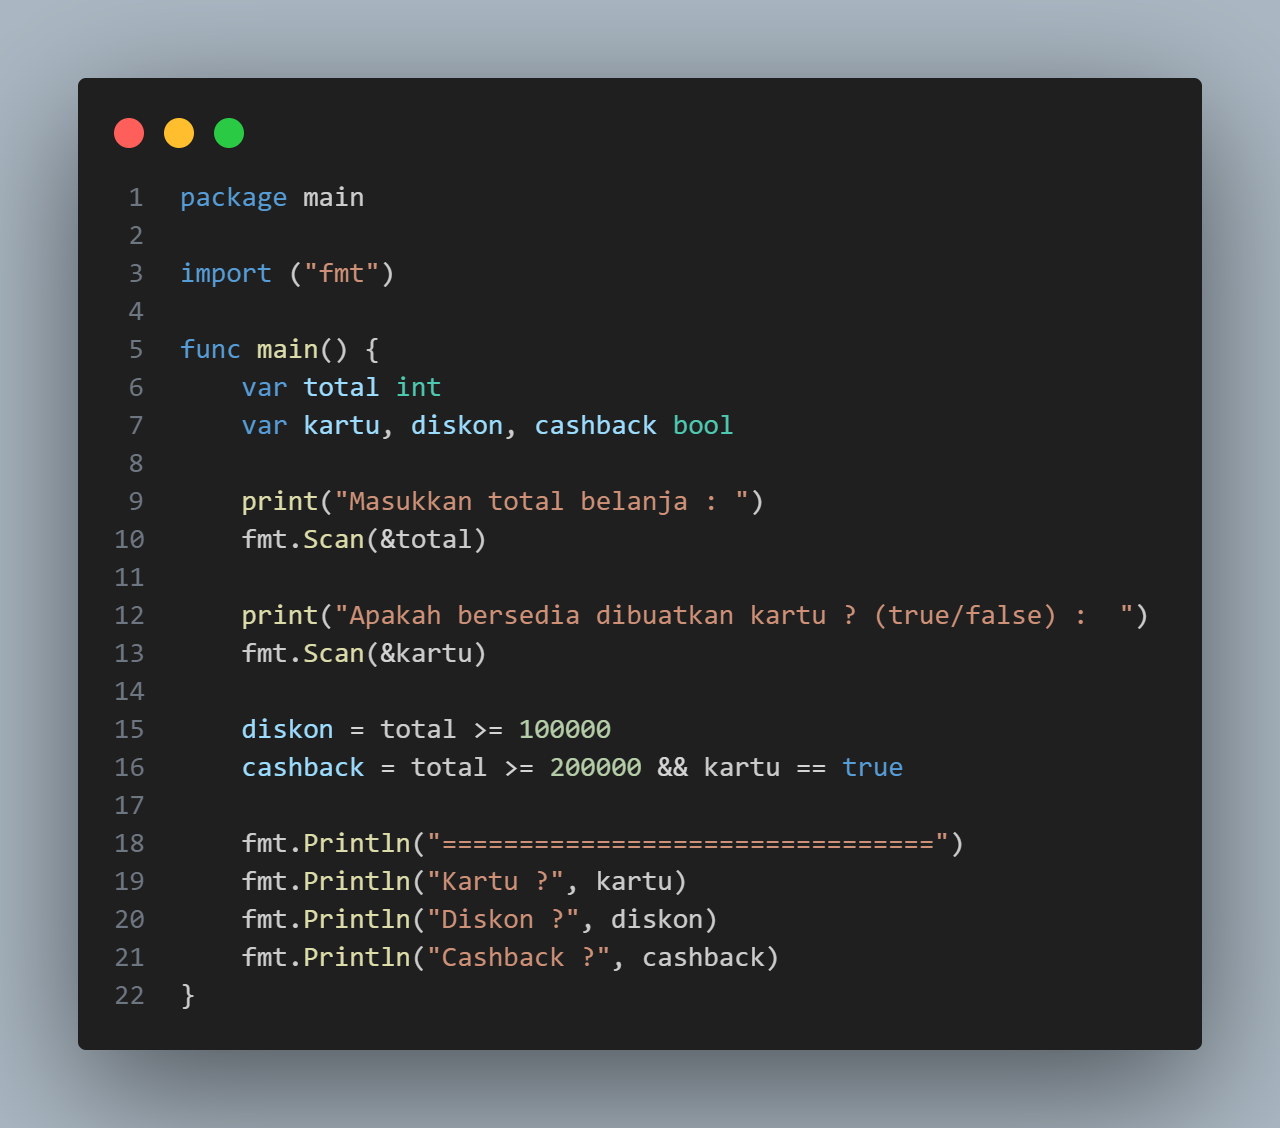 1 package main
2
3 import ("fmt")
4
5 func main() {
6     var total int
7     var kartu, diskon, cashback bool
8
9     print("Masukkan total belanja : ")
10     fmt.Scan(&total)
11
12     print("Apakah bersedia dibuatkan kartu ? (true/false) :  ")
13     fmt.Scan(&kartu)
14
15     diskon = total >= 100000
16     cashback = total >= 200000 && kartu == true
17
18     fmt.Println("================================")
19     fmt.Println("Kartu ?", kartu)
20     fmt.Println("Diskon ?", diskon)
21     fmt.Println("Cashback ?", cashback)
22 }